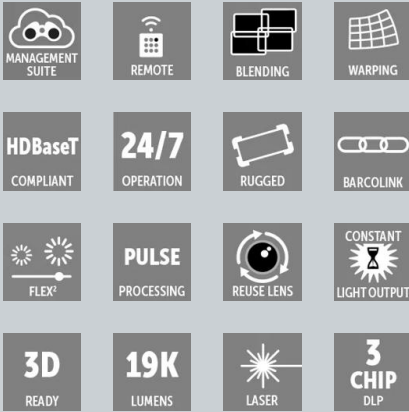 MANAGEMENT
SUITE
REMOTE
BLENDING
WARPING
HDBaseT
COMPLIANT
24/7
OPERATION
RUGGED
BARCOLINK
FLEX²
PULSE
PROCESSING
REUSE LENS
CONSTANT
LIGHT OUTPUT
3D
READY
19K
LUMENS
LASER
3
CHIP
DLP